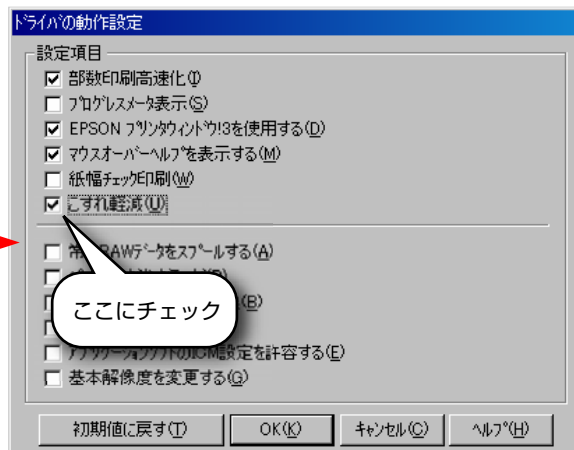 ドライバの動作設定
設定項目
部数印刷高速化(I)
プログレスメータ表示(S)
EPSON プリンタウィンドウ!3を使用する(D)
マウスオーバーヘルプを表示する(M)
紙幅チェック印刷(W)
こすれ軽減(U)
RAWデータをスプールする(A)
(B)
ここにチェック
アプリケーションソフトのICM設定を許容する(E)
基本解像度を変更する(G)
初期値に戻す(T) OK(K) キャンセル(C) ヘルプ(H)